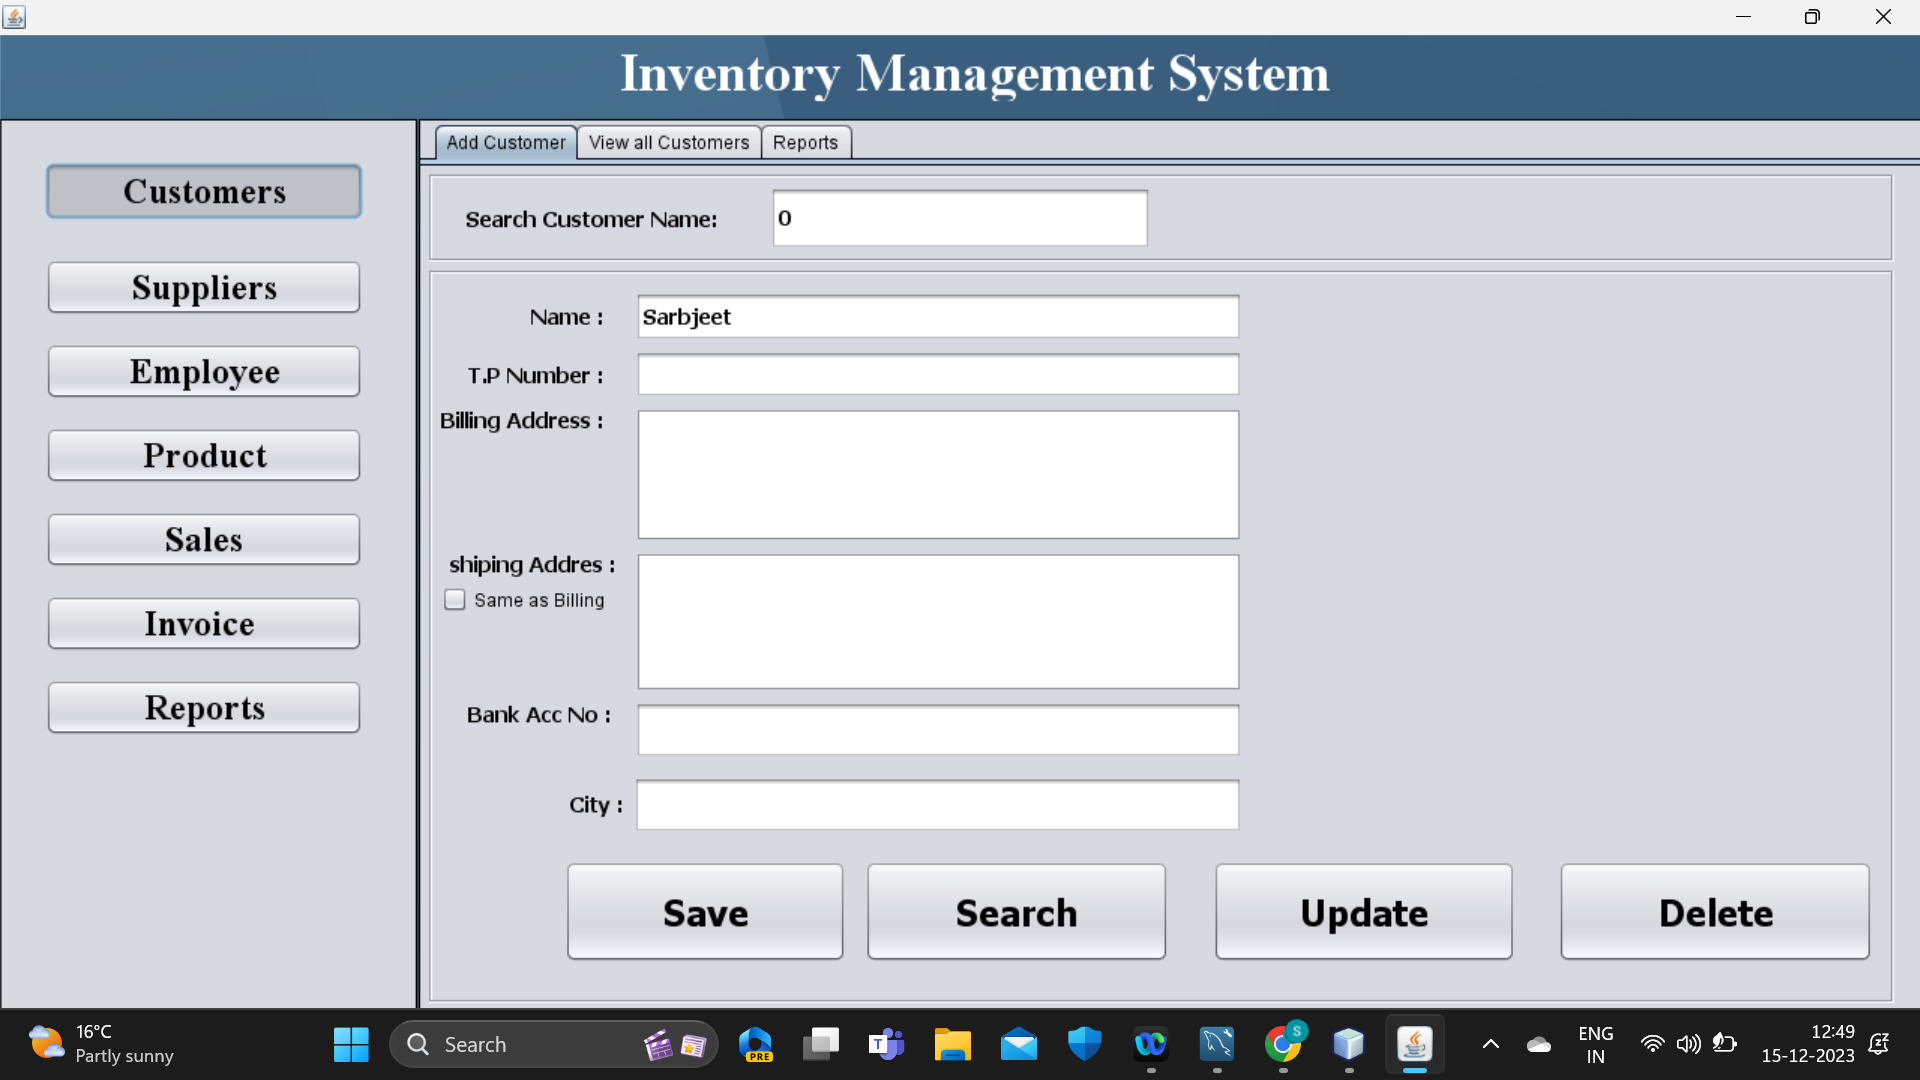 Inventory Management System
Customers
Suppliers
Employee
Product
Sales
Invoice
Reports
Add Customer View all Customers Reports
Search Customer Name: 0
Name : Sarbjeet
T.P Number :
Billing Address :
shiping Addres :
Same as Billing
Bank Acc No :
City :
Save Search Update Delete
16°C
Partly sunny
Search
PRE
T
S
ENG
IN
12:49
15-12-2023